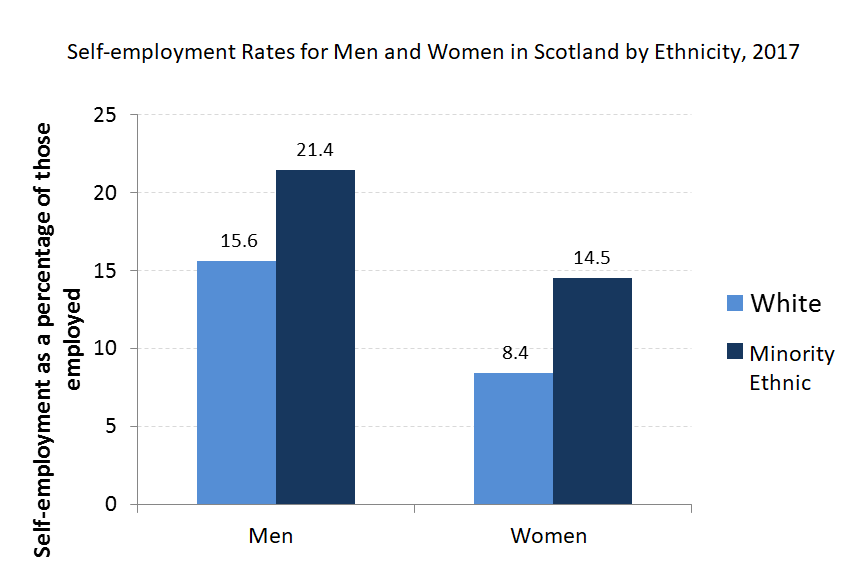 Self-employment Rates for Men and Women in Scotland by Ethnicity, 2017
Self-employment as a percentage of those
employed
25
20
15
10
5
0
15.6
21.4
8.4
14.5
Men
Women
White
Minority
Ethnic